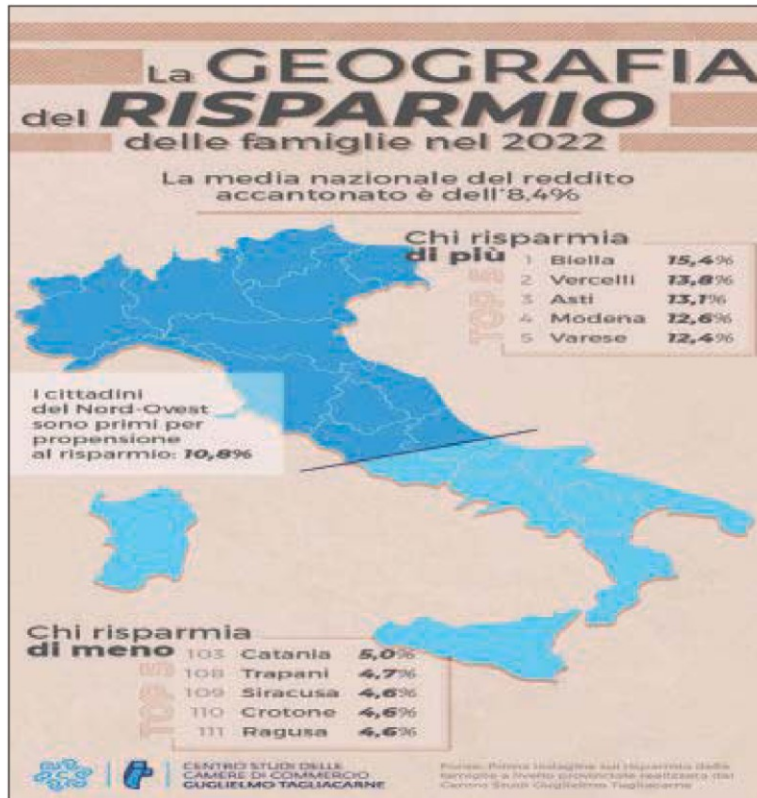 La GEOGRAFIA
del RISPARMIO
delle famiglie nel 2022
La media nazionale del reddito
accantonato è dell'8,4%
Chi risparmia
di più
TOP 5
1 Biella 15,4%
2 Vercelli 13,8%
3 Asti 13,1%
4 Modena 12,6%
5 Varese 12,4%
I cittadini
del Nord-Ovest
sono primi per
propensione
al risparmio: 10,8%
Chi risparmia
di meno
TOP 5
103 Catania 5,0%
108 Trapani 4,7%
109 Siracusa 4,6%
110 Crotone 4,6%
111 Ragusa 4,6%
CENTRO STUDI DELLE
CAMERE DI COMMERCIO
GUGLIELMO TAGLIACARNE
Fonte: Prima indagine sul risparmio delle
famiglie a livello provinciale realizzata dal
Centro Studi Guglielmo Tagliacarne